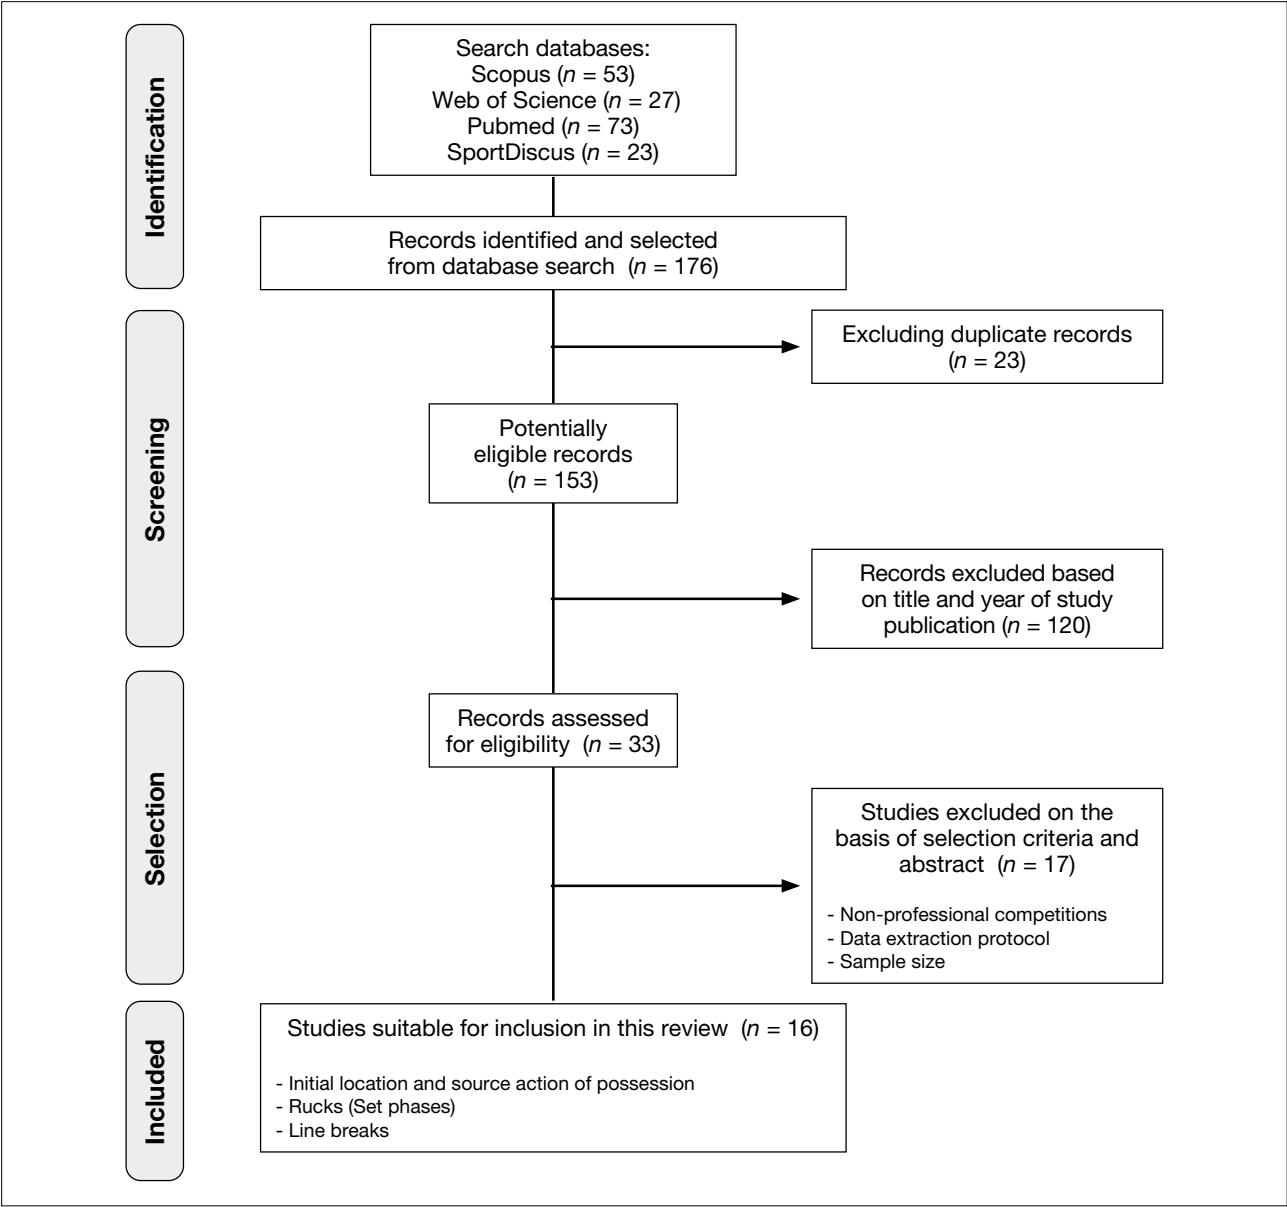 Identification
Search databases:
Scopus (n = 53)
Web of Science (n = 27)
Pubmed (n = 73)
SportDiscus (n = 23)
Records identified and selected
from database search (n = 176)
Screening
Excluding duplicate records
(n = 23)
Potentially
eligible records
(n = 153)
Records excluded based
on title and year of study
publication (n = 120)
Selection
Records assessed
for eligibility (n = 33)
Studies excluded on the
basis of selection criteria and
abstract (n = 17)
- Non-professional competitions
- Data extraction protocol
- Sample size
Included
Studies suitable for inclusion in this review (n = 16)
- Initial location and source action of possession
- Rucks (Set phases)
- Line breaks